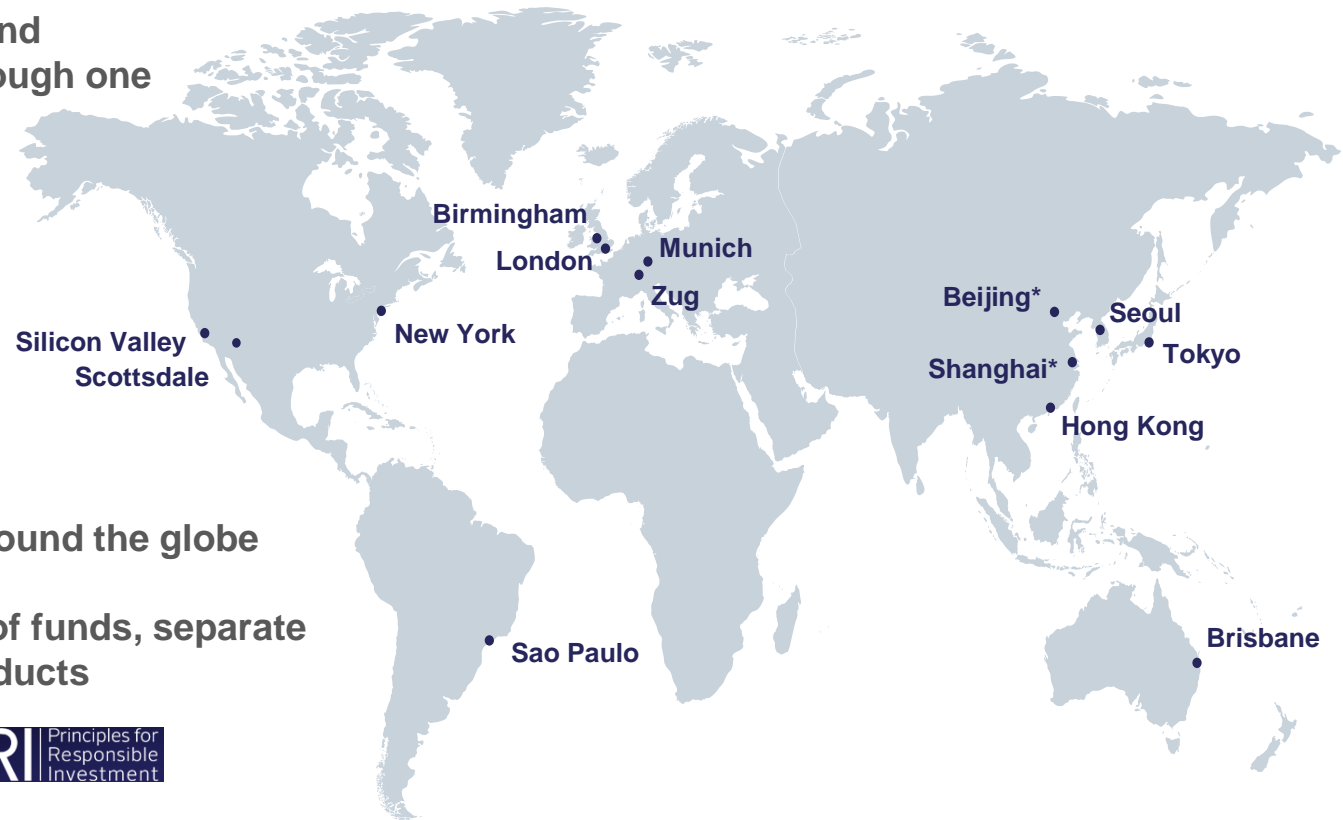 nd
ough one
Birmingham
London
Munich
Zug
Beijing*
Seoul
Tokyo
Shanghai*
Hong Kong
Silicon Valley
Scottsdale
New York
ound the globe
of funds, separate
ducts
Sao Paulo
Brisbane
RI
Principles for
Responsible
Investment